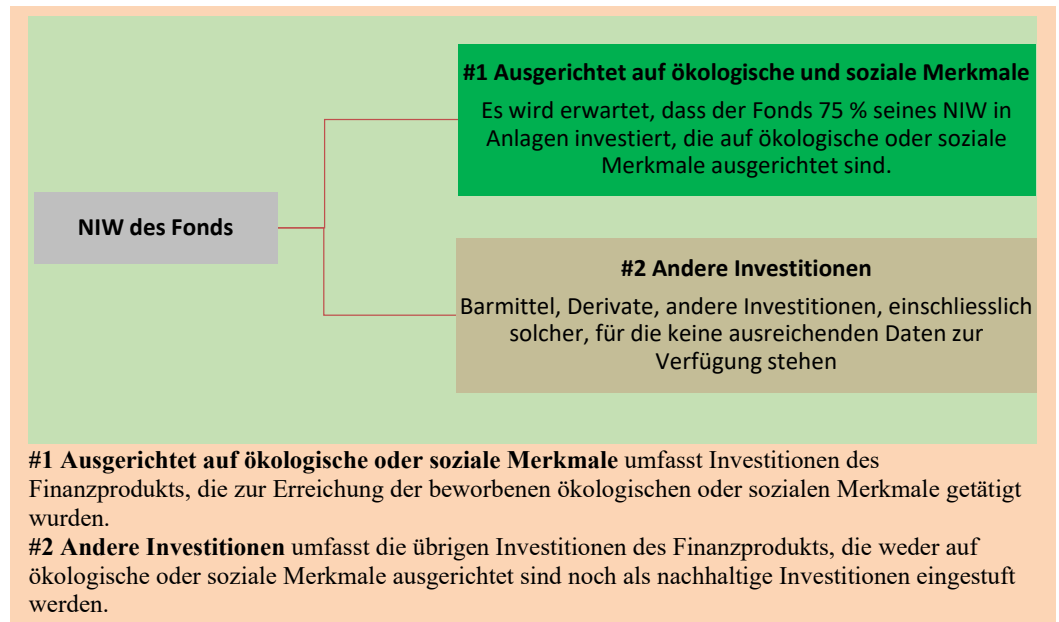 #1 Ausgerichtet auf ökologische und soziale Merkmale
Es wird erwartet, dass der Fonds 75 % seines NIW in
Anlagen investiert, die auf ökologische oder soziale
Merkmale ausgerichtet sind.
NIW des Fonds
#2 Andere Investitionen
Barmittel, Derivate, andere Investitionen, einschliesslich
solcher, für die keine ausreichenden Daten zur
Verfügung stehen
#1 Ausgerichtet auf ökologische oder soziale Merkmale umfasst Investitionen des
Finanzprodukts, die zur Erreichung der beworbenen ökologischen oder sozialen Merkmale getätigt
wurden.
#2 Andere Investitionen umfasst die übrigen Investitionen des Finanzprodukts, die weder auf
ökologische oder soziale Merkmale ausgerichtet sind noch als nachhaltige Investitionen eingestuft
werden.